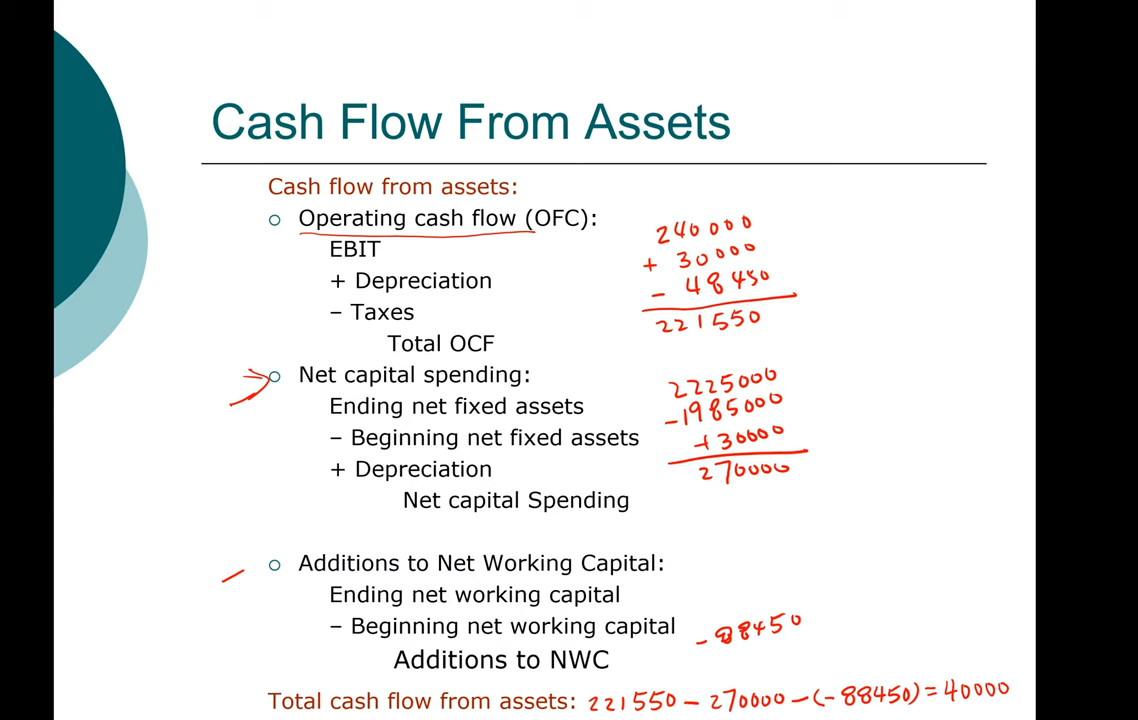 Cash Flow From Assets
Cash flow from assets:
Operating cash flow (OFC):
EBIT 240000
+ Depreciation + 30000
– Taxes - 48450
Total OCF 221550
Net capital spending:
Ending net fixed assets 2225000
– Beginning net fixed assets -1985000
+ Depreciation +30000
Net capital Spending 270000
Additions to Net Working Capital:
Ending net working capital
– Beginning net working capital -88450
Additions to NWC
Total cash flow from assets: 221550 - 270000 - (-88450) = 40000